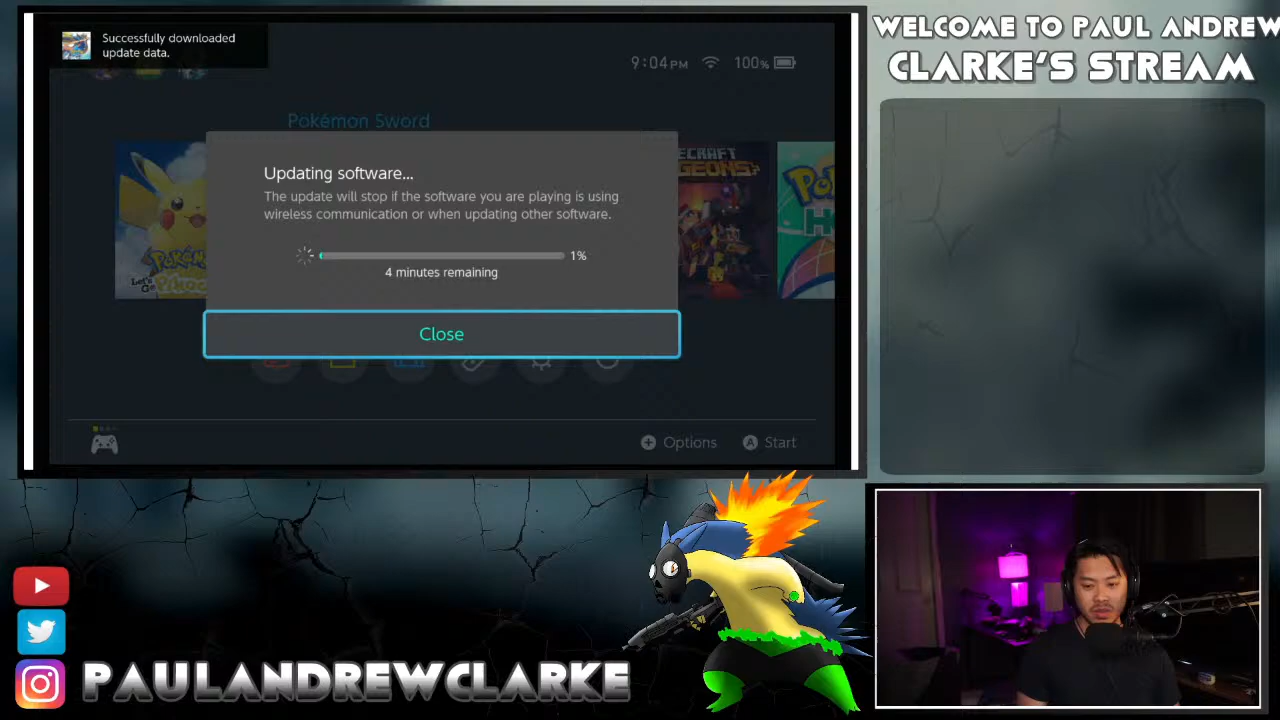 Successfully downloaded
update data.
9:04 PM 100%
Pokémon Sword
Updating software...
The update will stop if the software you are playing is using
wireless communication or when updating other software.
1%
4 minutes remaining
Close
Options Start
WELCOME TO PAUL ANDREW
CLARKE'S STREAM
PAULANDREWCLARKE